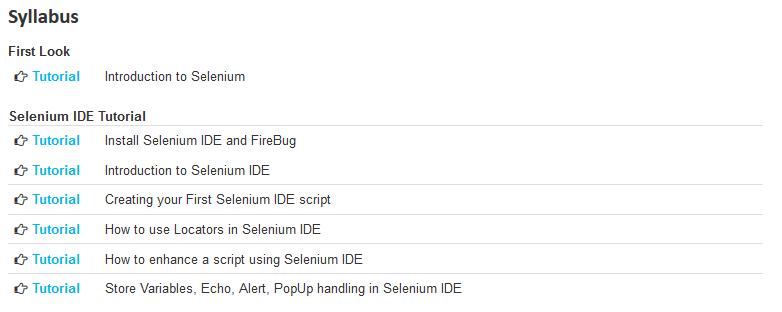 Syllabus
First Look
Tutorial Introduction to Selenium
Selenium IDE Tutorial
Tutorial Install Selenium IDE and FireBug
Tutorial Introduction to Selenium IDE
Tutorial Creating your First Selenium IDE script
Tutorial How to use Locators in Selenium IDE
Tutorial How to enhance a script using Selenium IDE
Tutorial Store Variables, Echo, Alert, PopUp handling in Selenium IDE